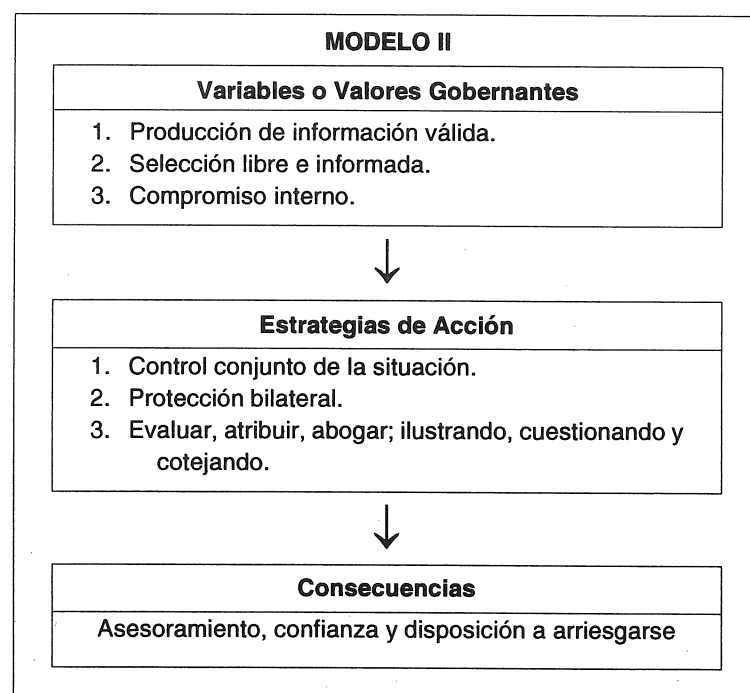 MODELO II
Variables o Valores Gobernantes
1. Producción de información válida.
2. Selección libre e informada.
3. Compromiso interno.
Estrategias de Acción
1. Control conjunto de la situación.
2. Protección bilateral.
3. Evaluar, atribuir, abogar; ilustrando, cuestionando y
cotejando.
Consecuencias
Asesoramiento, confianza y disposición a arriesgarse